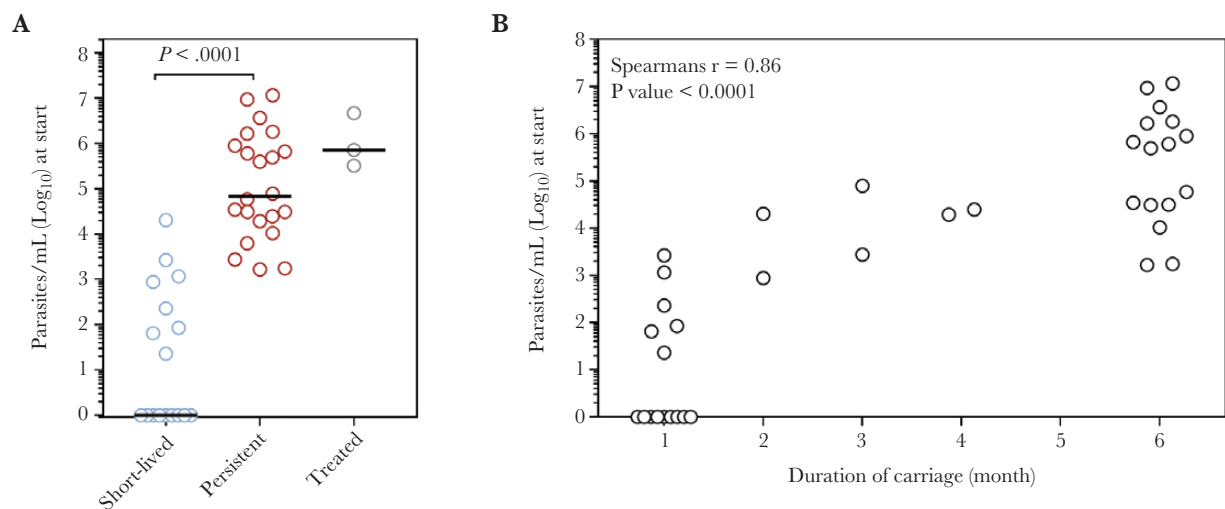 A
P < .0001
Parasites/mL (Log10) at start
8
7
6
5
4
3
2
1
0
Short-lived
Persistent
Treated
B
Spearmans r = 0.86
P value < 0.0001
Parasites/mL (Log10) at start
8
7
6
5
4
3
2
1
0
1 2 3 4 5 6
Duration of carriage (month)